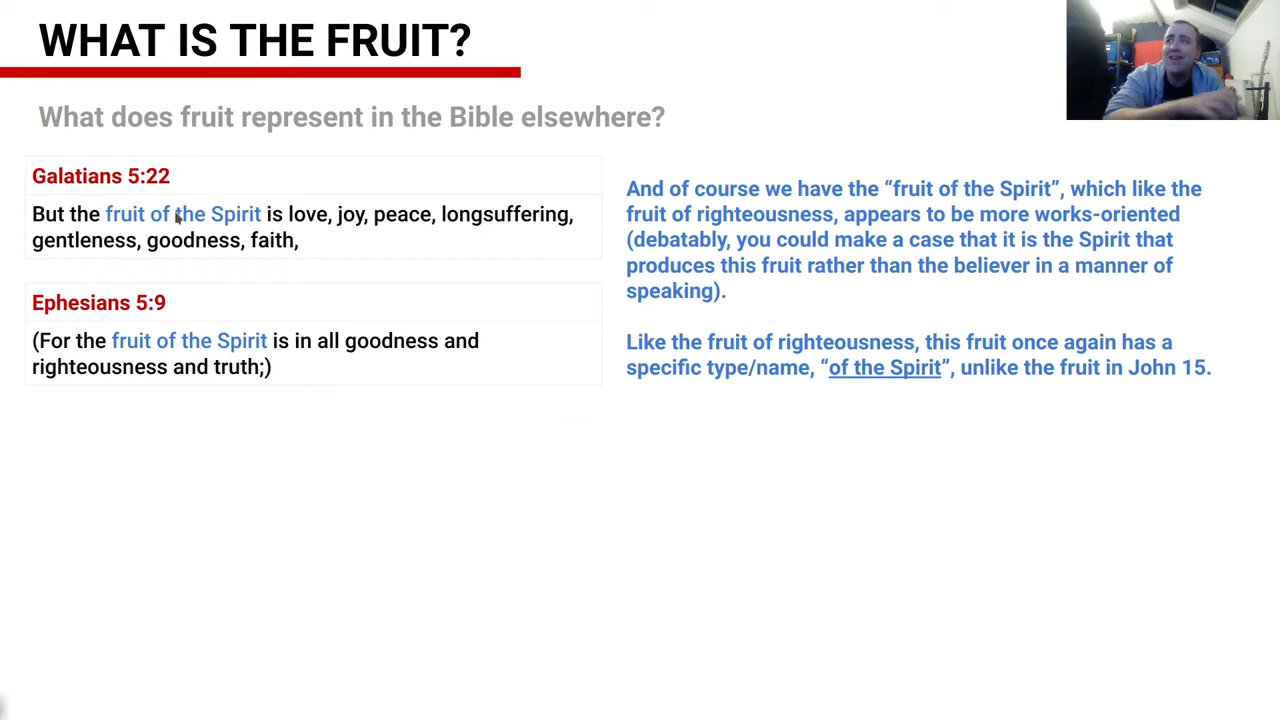 WHAT IS THE FRUIT?
What does fruit represent in the Bible elsewhere?
Galatians 5:22
But the fruit of the Spirit is love, joy, peace, longsuffering,
gentleness, goodness, faith,
Ephesians 5:9
(For the fruit of the Spirit is in all goodness and
righteousness and truth;)
And of course we have the “fruit of the Spirit”, which like the
fruit of righteousness, appears to be more works-oriented
(debatably, you could make a case that it is the Spirit that
produces this fruit rather than the believer in a manner of
speaking).
Like the fruit of righteousness, this fruit once again has a
specific type/name, “of the Spirit”, unlike the fruit in John 15.